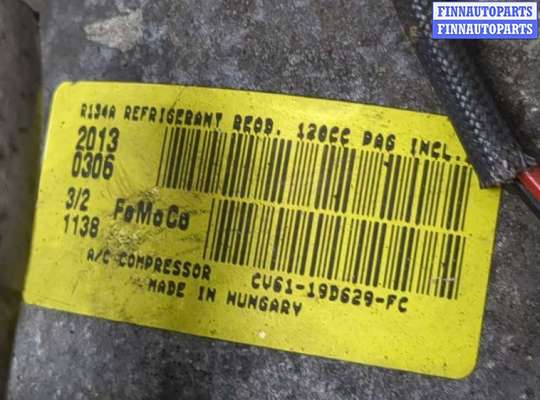 FINNAUTOPARTS
FINNAUTOPARTS
R134A REFRIGERANT REQD. 120CC PAG INCL.
2013
0306
3/2
1138
FoMoCo
A/C COMPRESSOR
CV61-19D629-FC
MADE IN HUNGARY